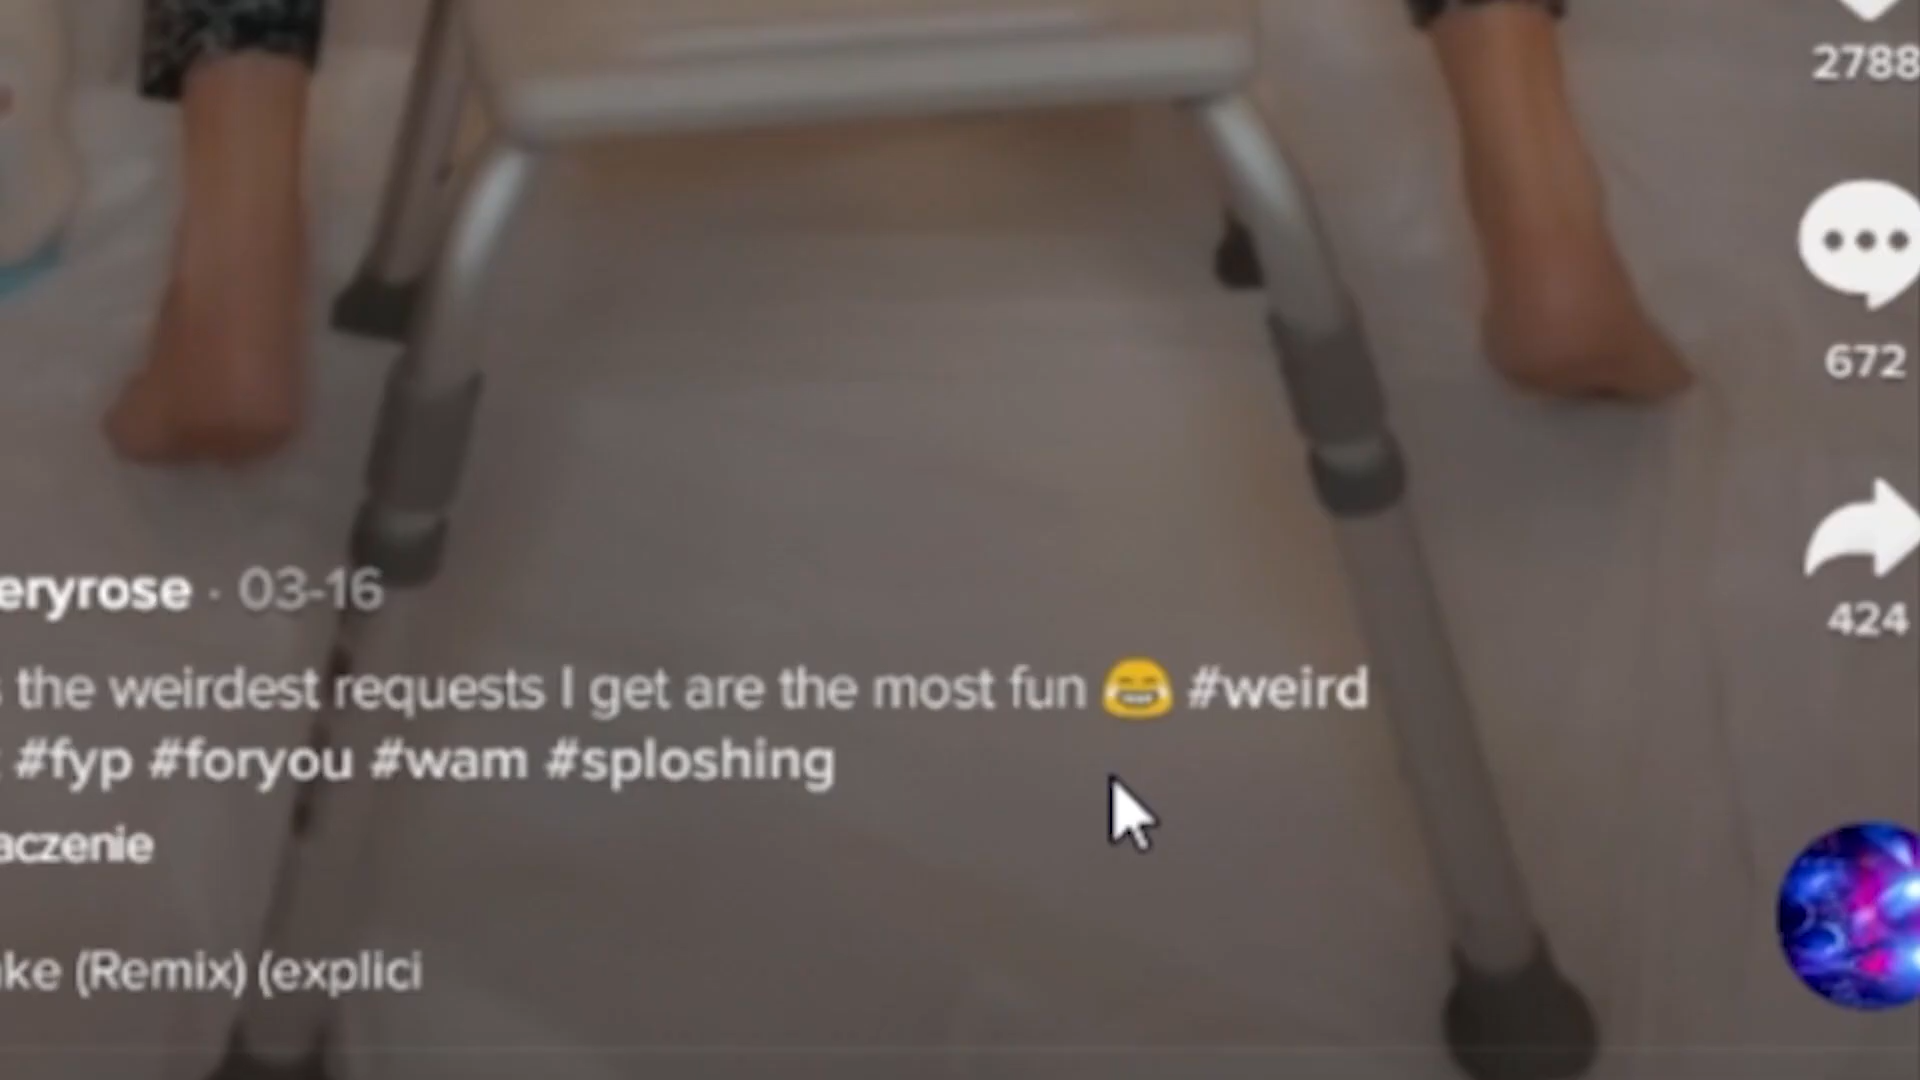 2788
672
424
eryrose · 03-16
the weirdest requests I get are the most fun 😂 #weird
#fyp #foryou #wam #sploshing
aczenie
ke (Remix) (explici